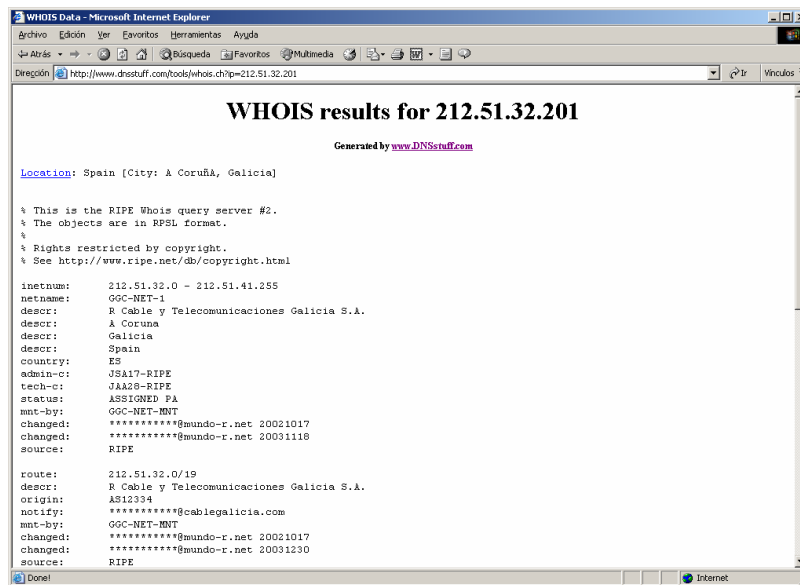 WHOIS Data - Microsoft Internet Explorer
Archivo Edición Ver Favoritos Herramientas Ayuda
Atrás Búsqueda Favoritos Multimedia
Dirección http://www.dnsstuff.com/tools/whois.ch?ip=212.51.32.201 Ir Vínculos
WHOIS results for 212.51.32.201
Generated by www.DNSstuff.com
Location: Spain [City: A CoruñA, Galicia]
% This is the RIPE Whois query server #2.
% The objects are in RPSL format.
%
% Rights restricted by copyright.
% See http://www.ripe.net/db/copyright.html
inetnum: 212.51.32.0 - 212.51.41.255
netname: GGC-NET-1
descr: R Cable y Telecomunicaciones Galicia S.A.
descr: A Coruna
descr: Galicia
descr: Spain
country: ES
admin-c: JSA17-RIPE
tech-c: JAA28-RIPE
status: ASSIGNED PA
mnt-by: GGC-NET-MNT
changed: ***********@mundo-r.net 20021017
changed: ***********@mundo-r.net 20031118
source: RIPE
route: 212.51.32.0/19
descr: R Cable y Telecomunicaciones Galicia S.A.
origin: AS12334
notify: ***********@cablegalicia.com
mnt-by: GGC-NET-MNT
changed: ***********@mundo-r.net 20021017
changed: ***********@mundo-r.net 20031230
source: RIPE
Done! Internet